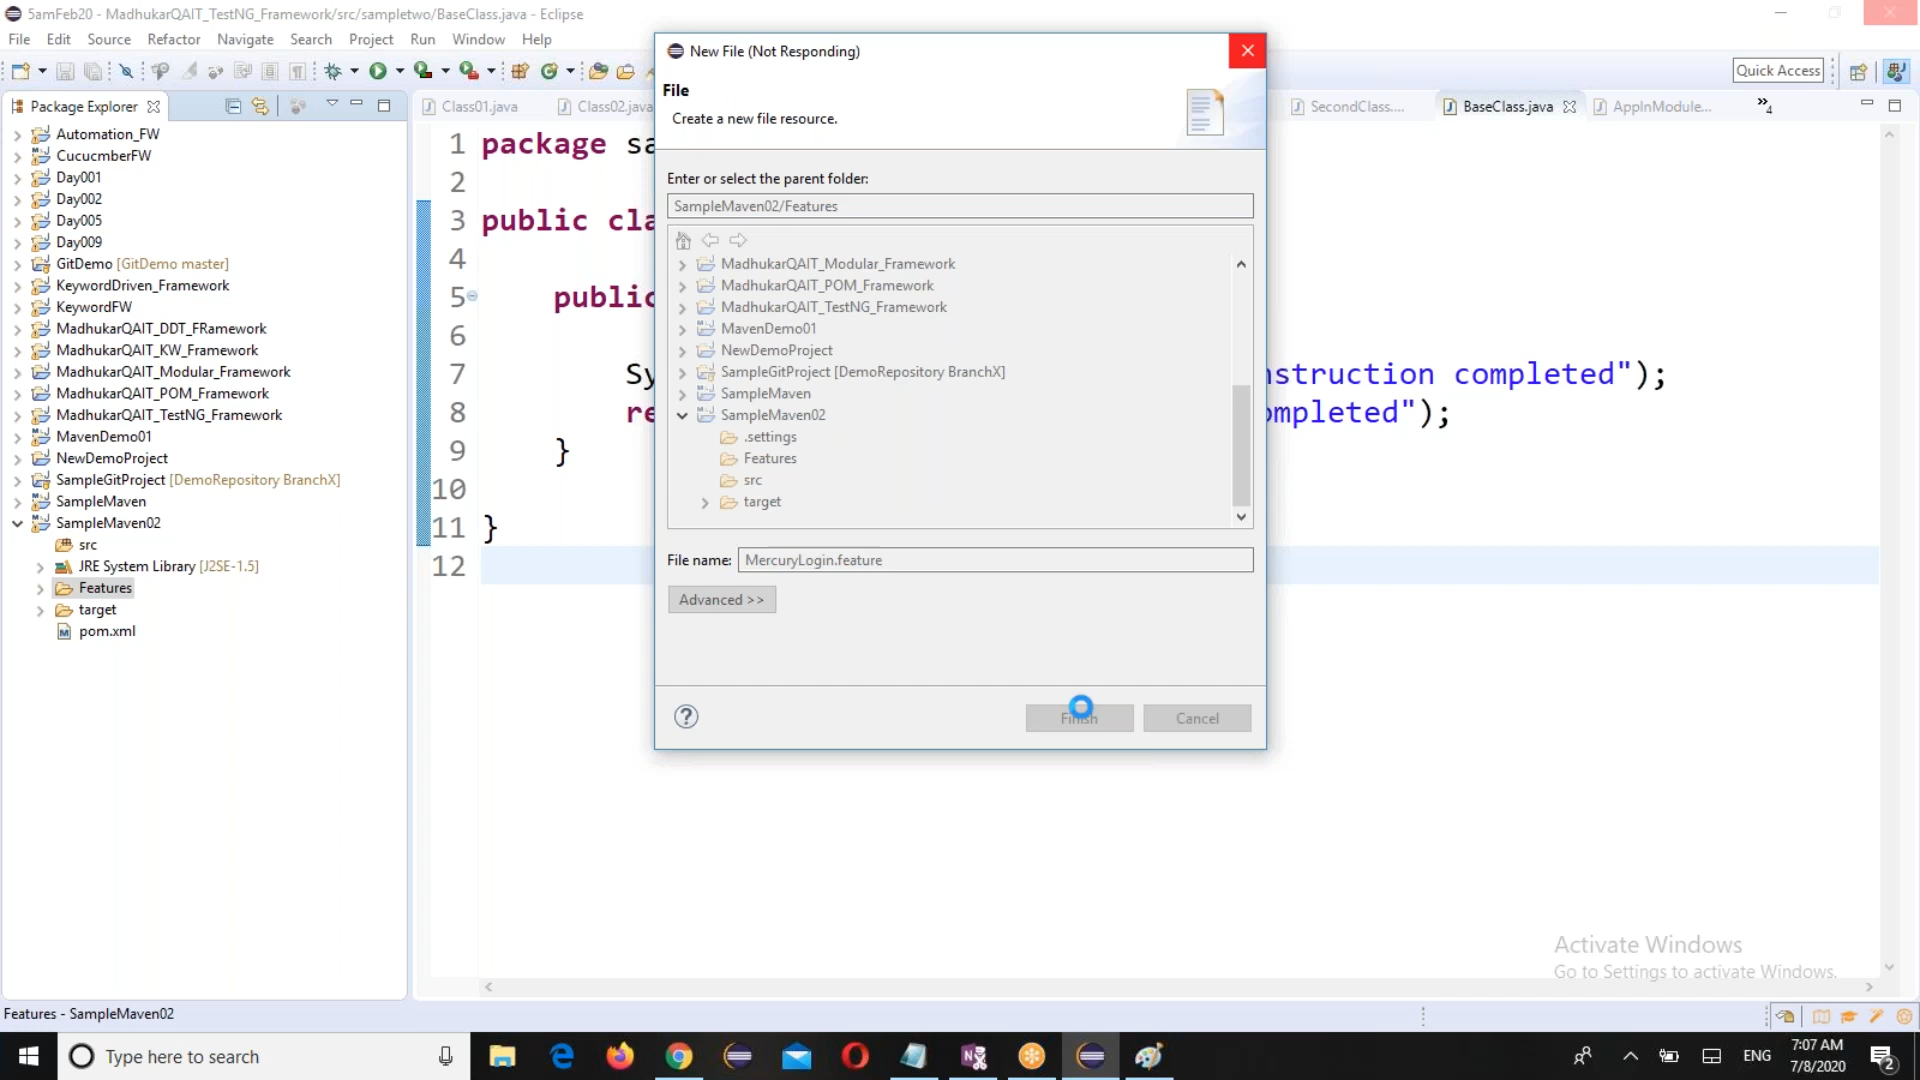 5amFeb20 - MadhukarQAIT_TestNG_Framework/src/sampletwo/BaseClass.java - Eclipse
File Edit Source Refactor Navigate Search Project Run Window Help
Quick Access
Package Explorer
Automation_FW
CucucmberFW
Day001
Day002
Day005
Day009
GitDemo [GitDemo master]
KeywordDriven_Framework
KeywordFW
MadhukarQAIT_DDT_FRamework
MadhukarQAIT_KW_Framework
MadhukarQAIT_Modular_Framework
MadhukarQAIT_POM_Framework
MadhukarQAIT_TestNG_Framework
MavenDemo01
NewDemoProject
SampleGitProject [DemoRepository BranchX]
SampleMaven
SampleMaven02
src
JRE System Library [J2SE-1.5]
Features
target
pom.xml
Class01.java Class02.java SecondClass.... BaseClass.java AppInModule... »4
1 package sa
2
3 public cla
4
5 public
6
7 Sy nstruction completed");
8 re ompleted");
9 }
10
11 }
12
New File (Not Responding)
File
Create a new file resource.
Enter or select the parent folder:
SampleMaven02/Features
MadhukarQAIT_Modular_Framework
MadhukarQAIT_POM_Framework
MadhukarQAIT_TestNG_Framework
MavenDemo01
NewDemoProject
SampleGitProject [DemoRepository BranchX]
SampleMaven
SampleMaven02
.settings
Features
src
target
File name: MercuryLogin.feature
Advanced >>
Finish Cancel
Activate Windows
Go to Settings to activate Windows.
Features - SampleMaven02
Type here to search
ENG
7:07 AM
7/8/2020
2